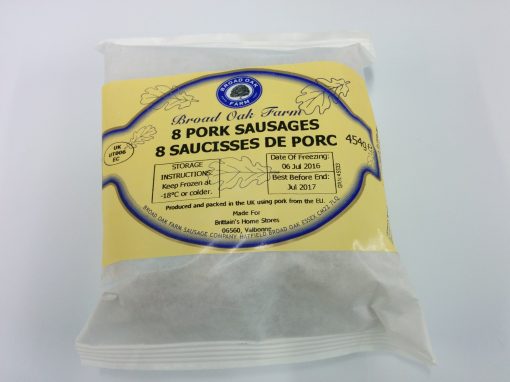 BROAD OAK
FARM
Broad Oak Farm
8 PORK SAUSAGES
8 SAUCISSES DE PORC
454g e
UK
UT006
EC
STORAGE
INSTRUCTIONS:
Keep Frozen at
-18°C or colder.
Date Of Freezing:
06 Jul 2016
Best Before End:
Jul 2017
Produced and packed in the UK using pork from the EU.
Made For
Brittain's Home Stores
06560, Valbonne
BROAD OAK FARM SAUSAGE COMPANY HATFIELD BROAD OAK ESSEX CM22 7LQ